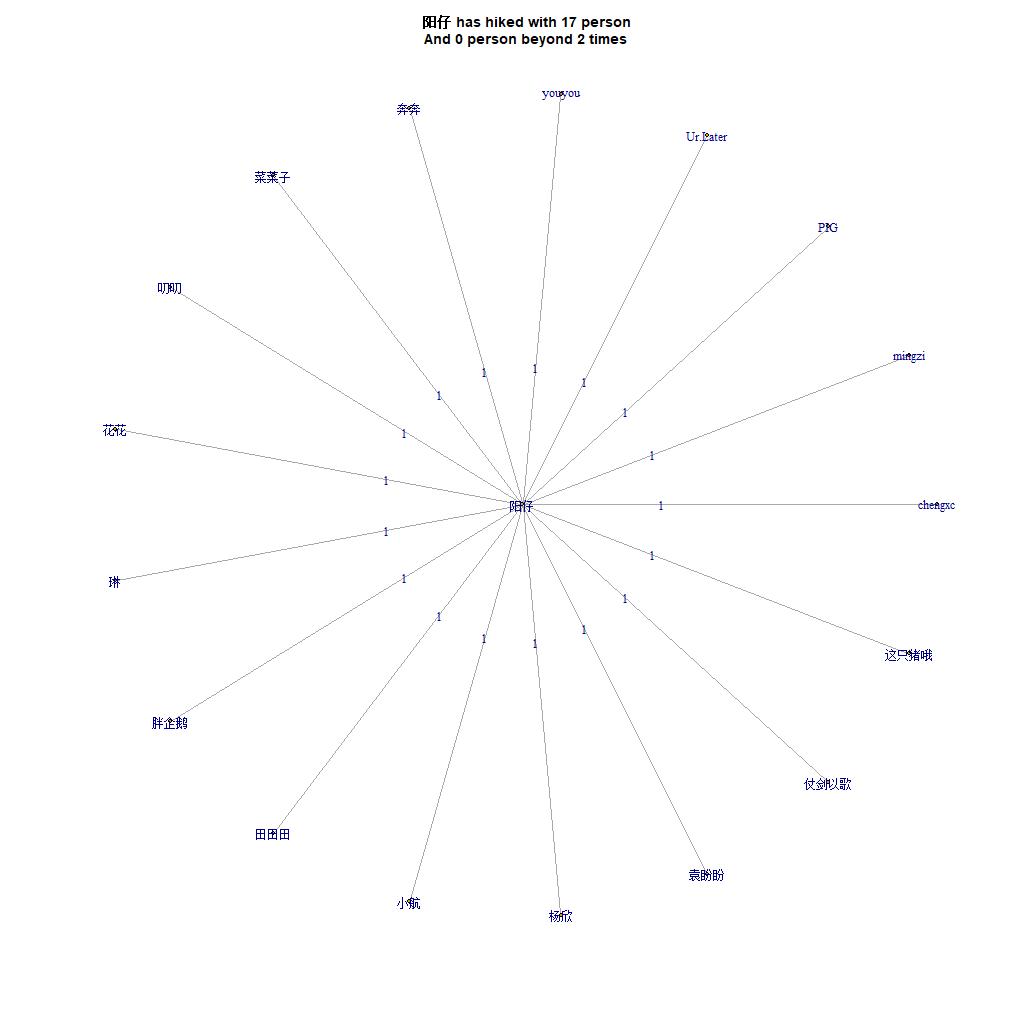 阳仔 has hiked with 17 person
And 0 person beyond 2 times
youyou
奔奔
Ur.Later
菜菜子
PIG
叨叨
mingzi
1
1
1
1
1
1
花花
1
1
1
阳仔
1
chengxc
1
1
琳
1
1
1
1
1
1
这只猪哦
胖企鹅
仗剑以歌
田田田
袁盼盼
小航
杨欣